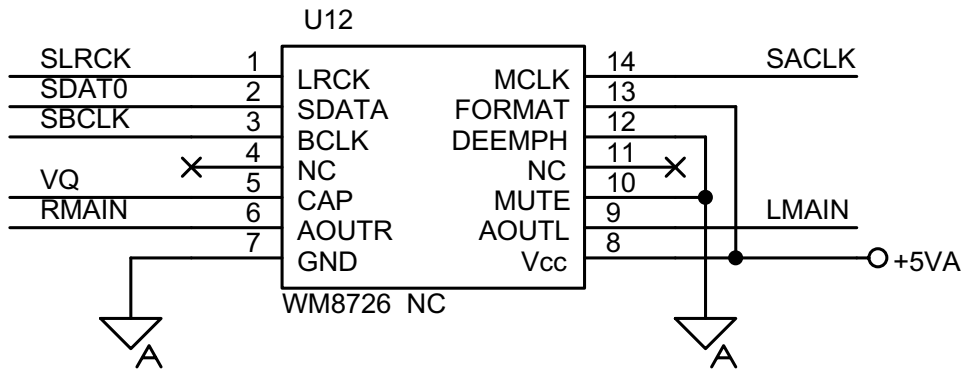 U12
SLRCK 1 LRCK MCLK 14 SACLK
SDAT0 2 SDATA FORMAT 13
SBCLK 3 BCLK DEEMPH 12
4 NC NC 11
VQ 5 CAP MUTE 10
RMAIN 6 AOUTR AOUTL 9 LMAIN
7 GND Vcc 8 +5VA
WM8726 NC
A A